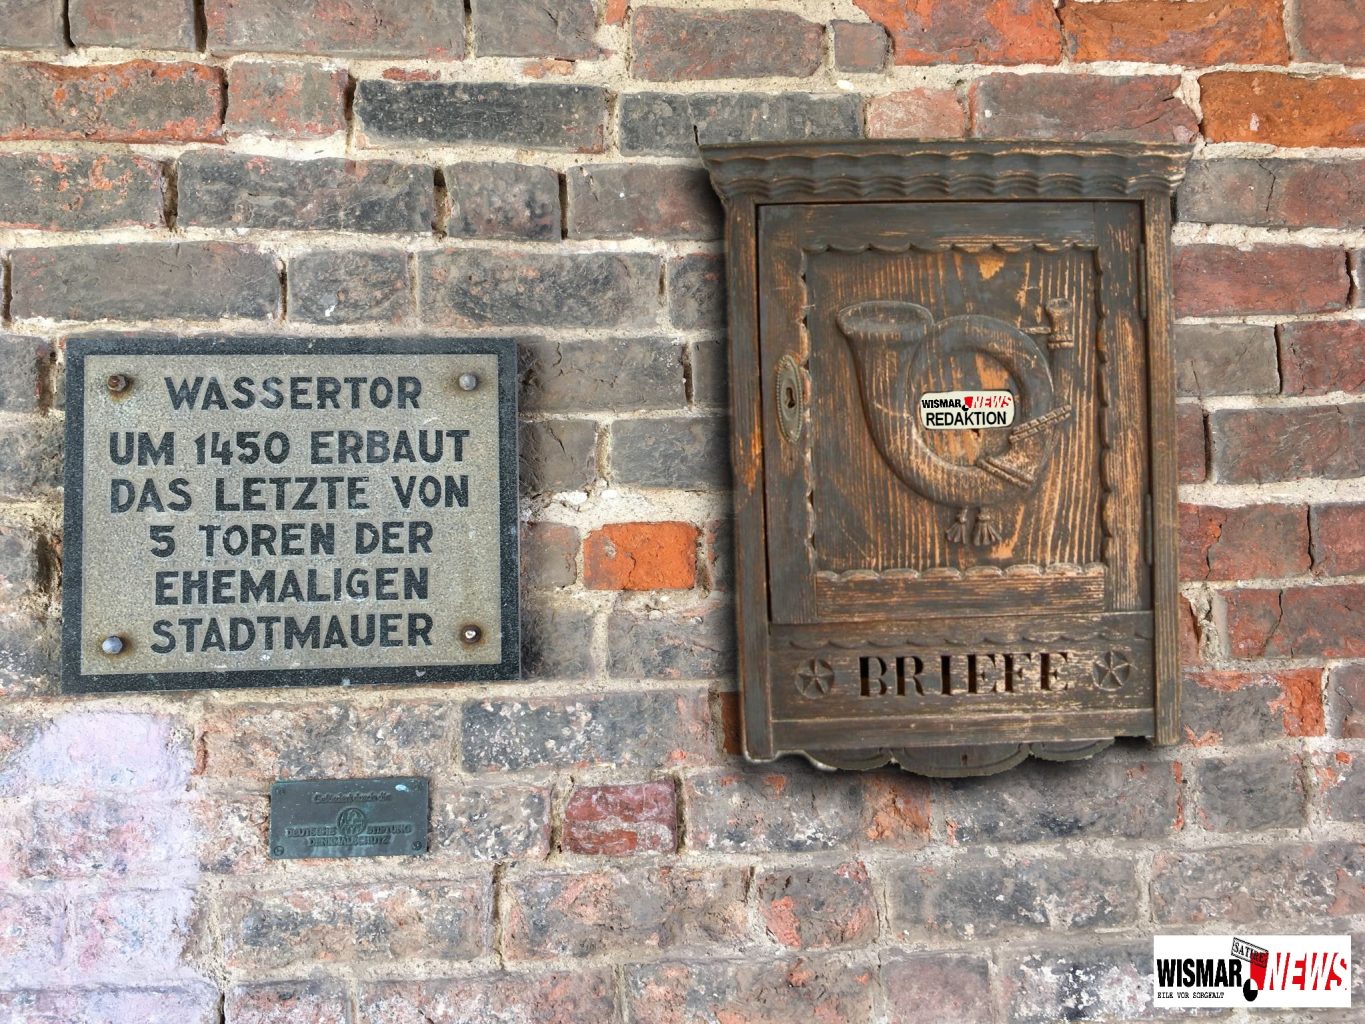 WASSERTOR
UM 1450 ERBAUT
DAS LETZTE VON
5 TOREN DER
EHEMALIGEN
STADTMAUER
WISMAR NEWS
REDAKTION
BRIEFE
DEUTSCHE STIFTUNG
DENKMALSCHUTZ
SATIRE
WISMAR NEWS
EILE VOR SORGFALT